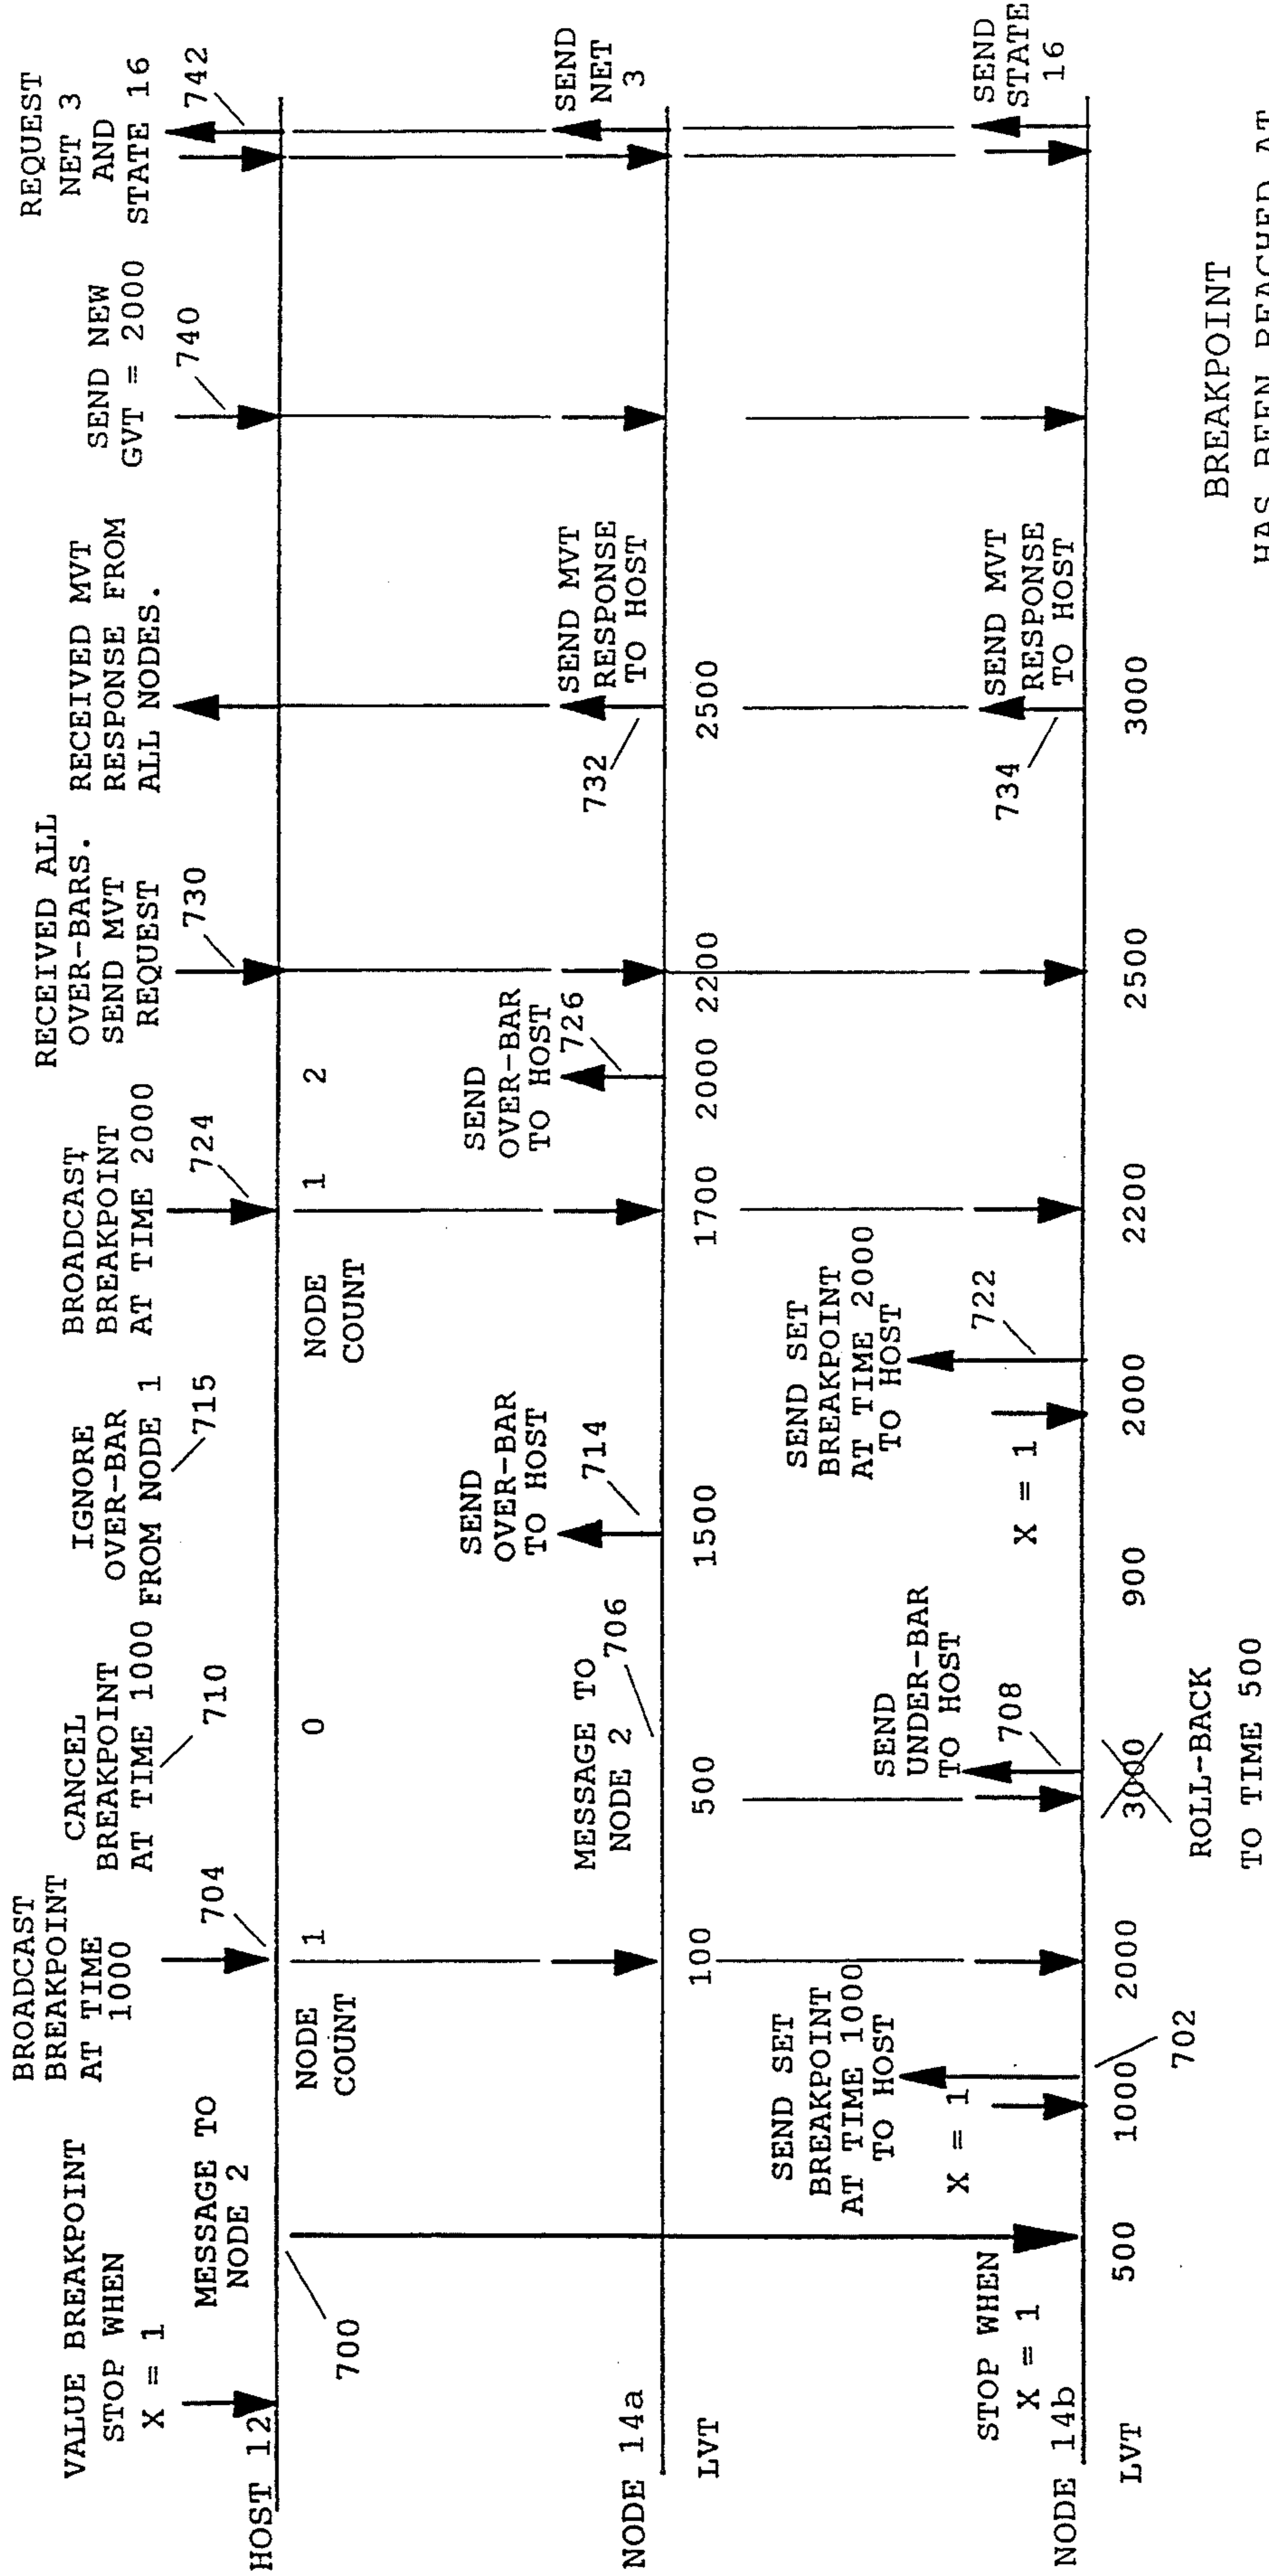 VALUE BREAKPOINT
STOP WHEN
X = 1
MESSAGE TO
NODE 2
700
HOST 12
BROADCAST
BREAKPOINT
AT TIME
1000
704
NODE
COUNT
1
CANCEL
BREAKPOINT
AT TIME 1000
710
0
IGNORE
OVER-BAR
FROM NODE 1
715
BROADCAST
BREAKPOINT
AT TIME 2000
724
NODE
COUNT
1
2
RECEIVED ALL
OVER-BARS.
SEND MVT
REQUEST
730
RECEIVED MVT
RESPONSE FROM
ALL NODES.
SEND NEW
GVT = 2000
740
REQUEST
NET 3
AND
STATE 16
742
NODE 14a
LVT
100
MESSAGE TO
NODE 2
706
500
SEND
OVER-BAR
TO HOST
714
1500
1700
SEND
OVER-BAR
TO HOST
726
2000
2200
SEND MVT
RESPONSE
TO HOST
732
2500
SEND
NET
3
STOP WHEN
X = 1
NODE 14b
LVT
500
SEND SET
BREAKPOINT
AT TIME 1000
TO HOST
X = 1
1000
702
2000
SEND
UNDER-BAR
TO HOST
708
3000
ROLL-BACK
TO TIME 500
900
X = 1
SEND SET
BREAKPOINT
AT TIME 2000
TO HOST
722
2000
2200
2500
SEND MVT
RESPONSE
TO HOST
734
3000
SEND
STATE
16
BREAKPOINT
HAS BEEN REACHED AT